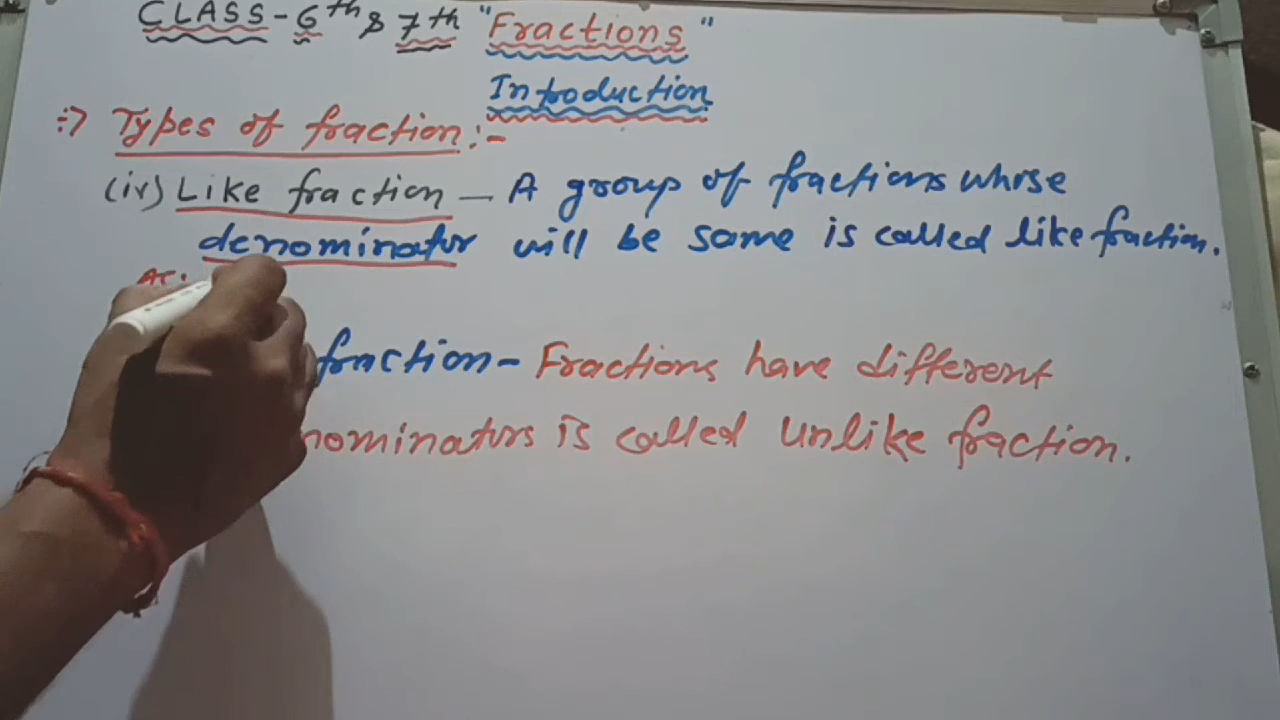 CLASS-6th & 7th "Fractions"
Introduction
⇒ Types of fraction:-
(iv) Like fraction — A group of fractions whose
denominator will be same is called like fraction.
fraction- Fractions have different
nominators is called unlike fraction.